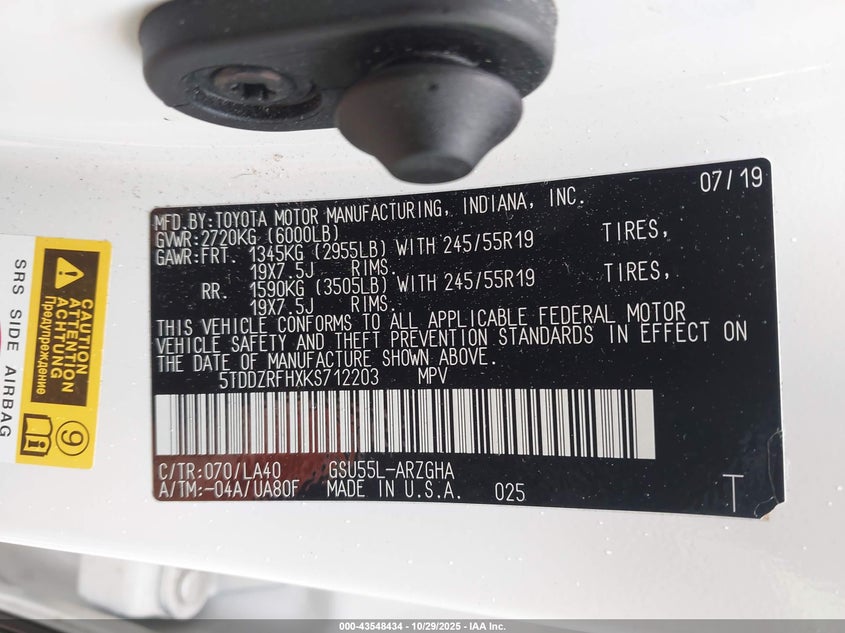 07/19
MFD.BY:TOYOTA MOTOR MANUFACTURING, INDIANA, INC.
GVWR:2720KG (6000LB)
GAWR:FRT. 1345KG (2955LB) WITH 245/55R19 TIRES,
19X7.5J RIMS.
RR. 1590KG (3505LB) WITH 245/55R19 TIRES,
19X7.5J RIMS.
THIS VEHICLE CONFORMS TO ALL APPLICABLE FEDERAL MOTOR
VEHICLE SAFETY AND THEFT PREVENTION STANDARDS IN EFFECT ON
THE DATE OF MANUFACTURE SHOWN ABOVE.
5TDDZRFHXKS712203 MPV
C/TR:070/LA40 GSU55L-ARZGHA
A/TM:-04A/UA80F MADE IN U.S.A. 025
T
SRS SIDE AIRBAG
CAUTION
ATTENTION
ACHTUNG
Предупреждение
9
000-43548434 - 10/29/2025 - IAA Inc.